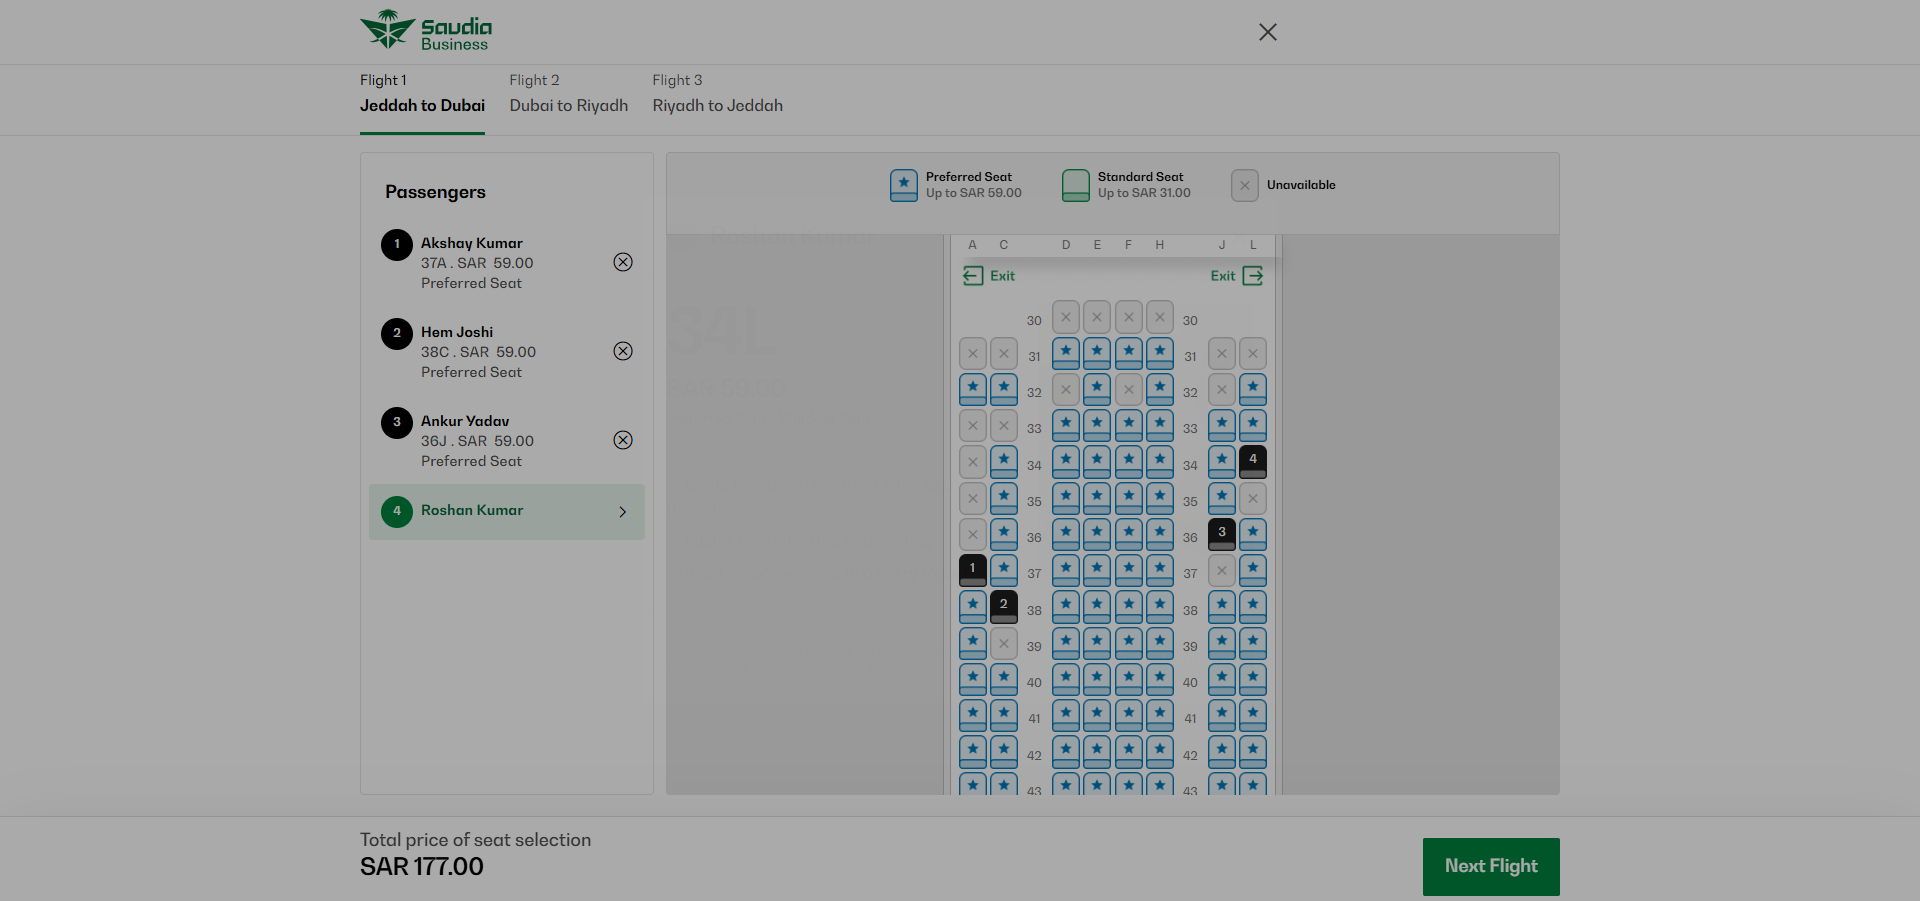 Saudia
Business
Flight 1
Jeddah to Dubai
Flight 2
Dubai to Riyadh
Flight 3
Riyadh to Jeddah
Passengers
1
Akshay Kumar
37A . SAR 59.00
Preferred Seat
2
Hem Joshi
38C . SAR 59.00
Preferred Seat
3
Ankur Yadav
36J . SAR 59.00
Preferred Seat
4
Roshan Kumar
Preferred Seat
Up to SAR 59.00
Standard Seat
Up to SAR 31.00
Unavailable
A C D E F H J L
Exit Exit
30 30
31 31
32 32
33 33
34 34 4
35 35
36 3 36
1 37 37
2 38 38
39 39
40 40
41 41
42 42
43 43
34L
SAR 59.00
Total price of seat selection
SAR 177.00
Next Flight